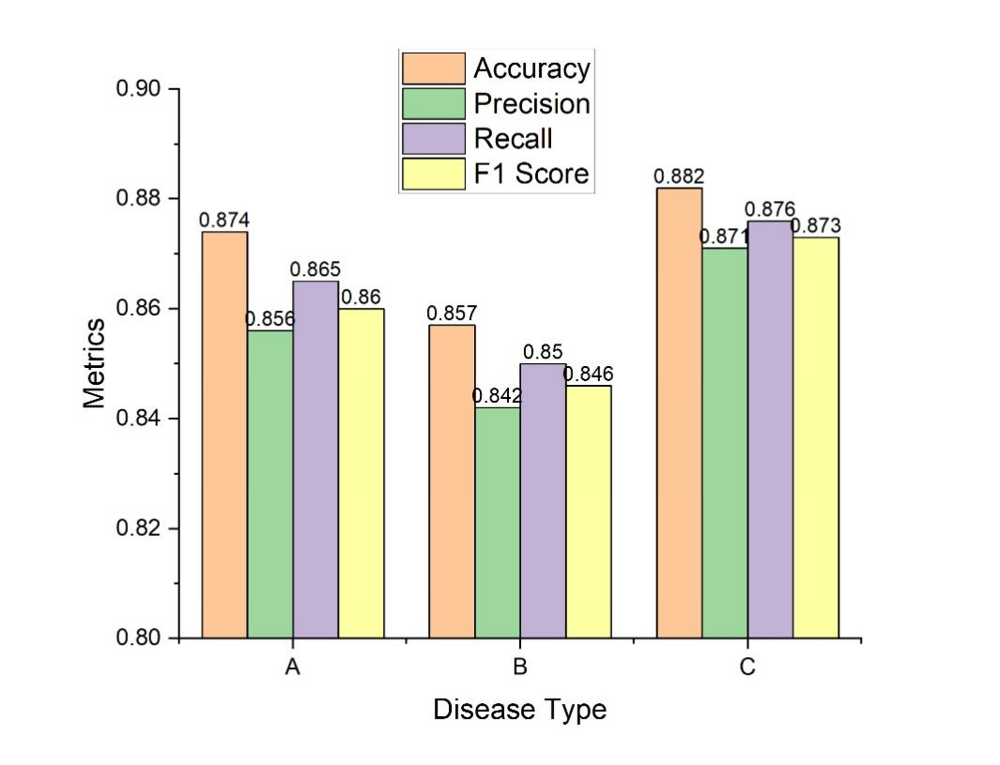 Accuracy
Precision
Recall
F1 Score
0.90
0.88
0.86
0.84
0.82
0.80
Metrics
0.874
0.856
0.865
0.86
0.857
0.842
0.85
0.846
0.882
0.871
0.876
0.873
A
B
C
Disease Type